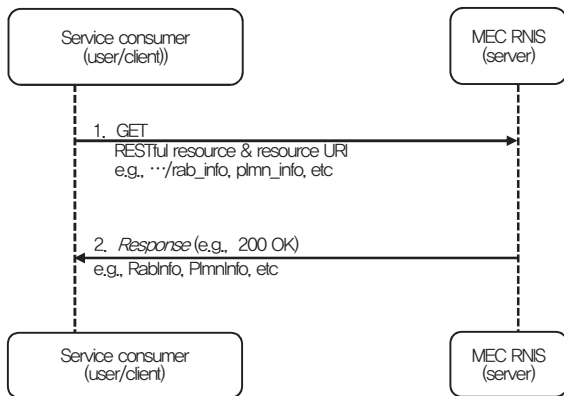 Service consumer
(user/client))
MEC RNIS
(server)
1. GET
RESTful resource & resource URI
e.g., ⋯/rab_info, plmn_info, etc
2. Response (e.g., 200 OK)
e.g., RabInfo, PlmnInfo, etc
Service consumer
(user/client)
MEC RNIS
(server)